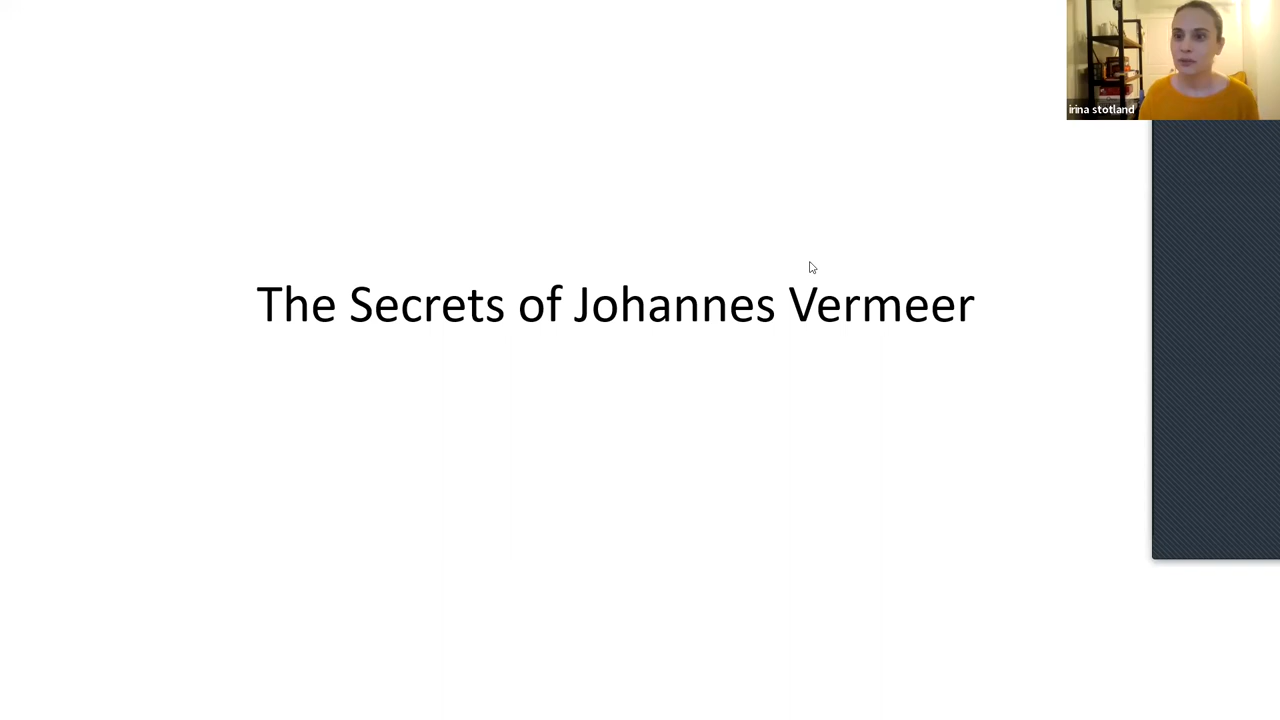 irina stotland
The Secrets of Johannes Vermeer